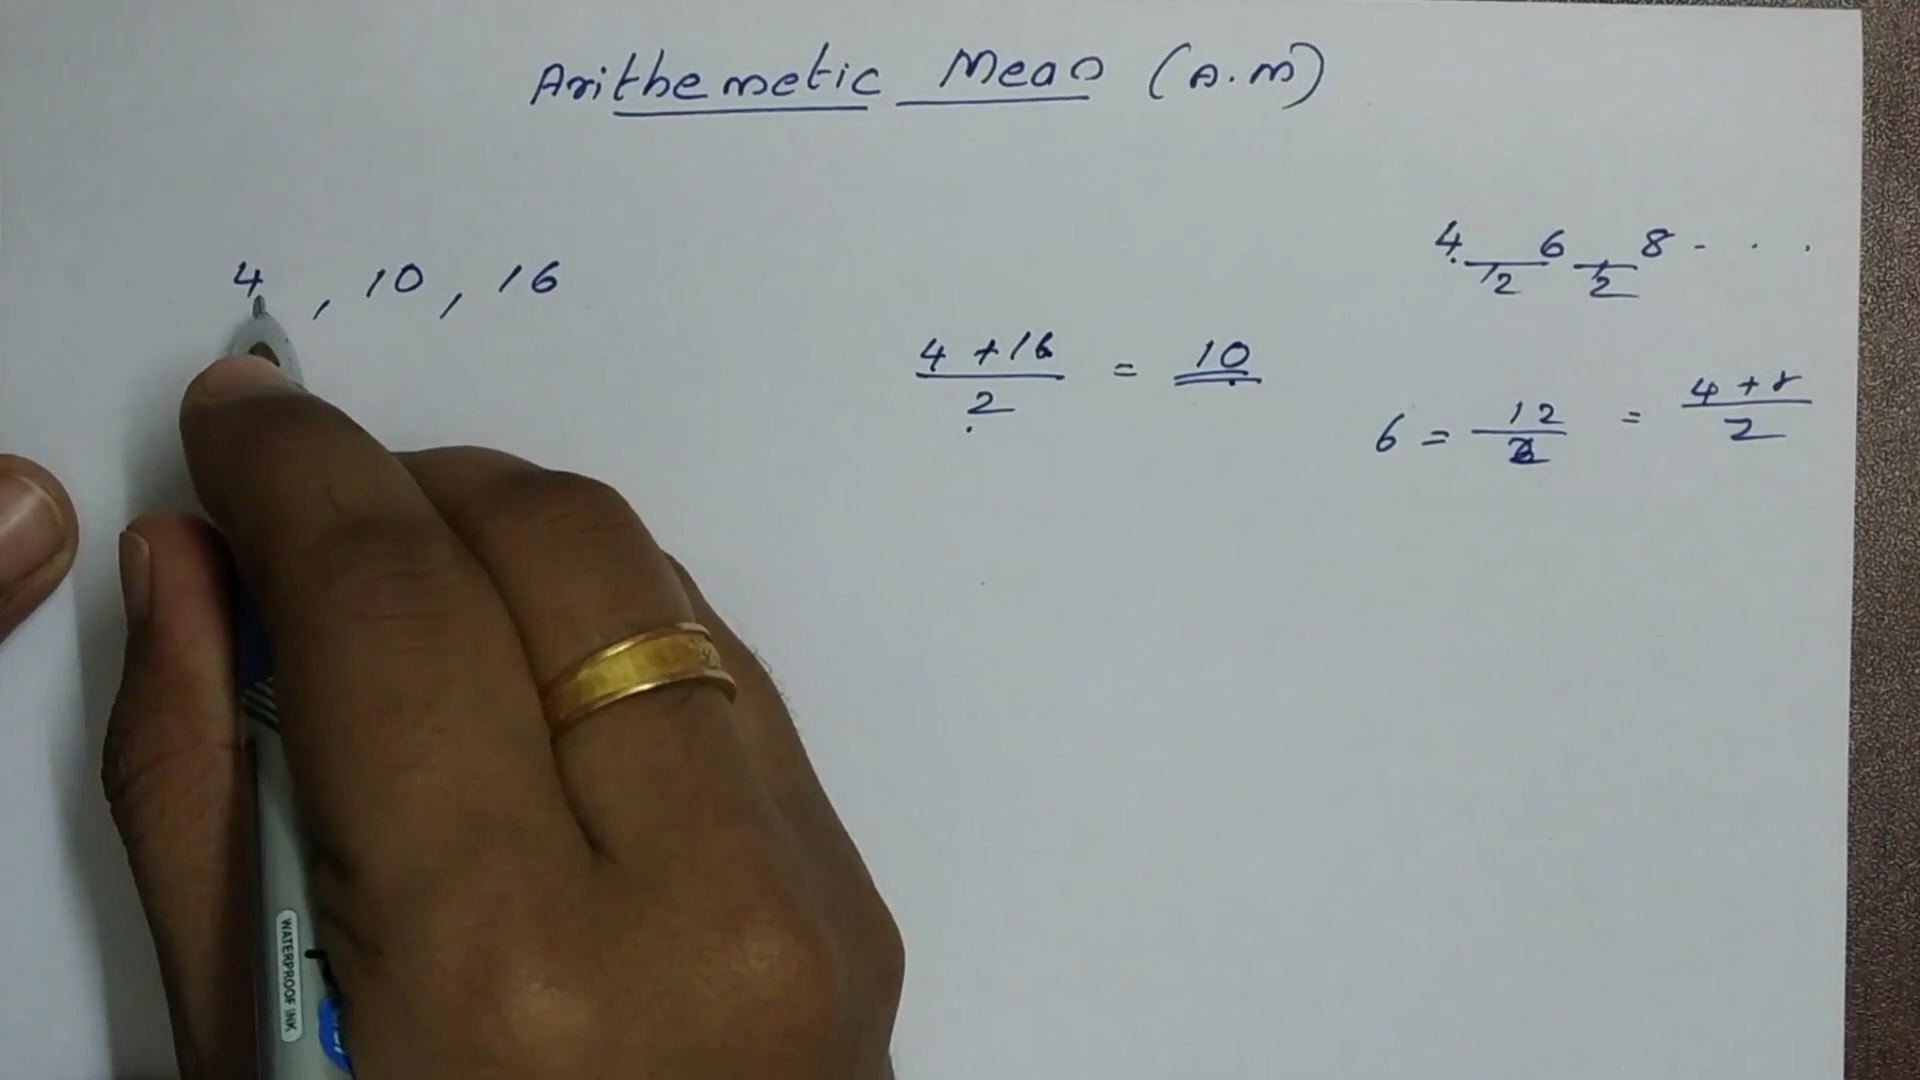 Arithemetic Mean (A.M)
4, 10, 16
4 6 8 - . .
2 2
4 + 16
2
= 10
6 = 12 = 4 + 8
2 2
WATERPROOF INK